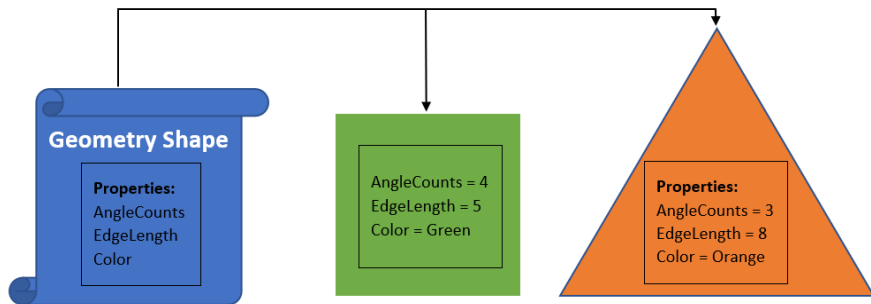 Geometry Shape
Properties:
AngleCounts
EdgeLength
Color
AngleCounts = 4
EdgeLength = 5
Color = Green
Properties:
AngleCounts = 3
EdgeLength = 8
Color = Orange